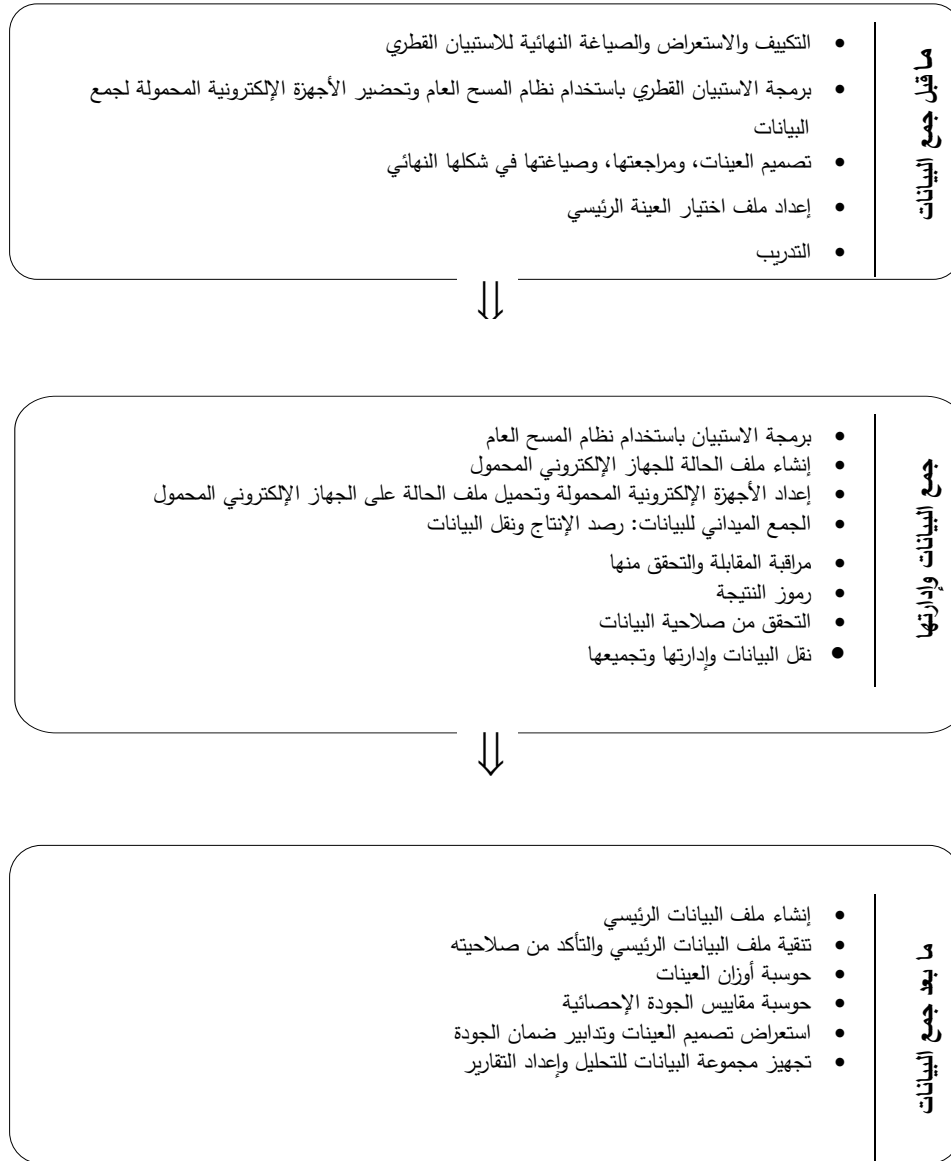 ماقبل جمع البيانات
• التكييف والاستعراض والصياغة النهائية للاستبيان القطري
• برمجة الاستبيان القطري باستخدام نظام المسح العام وتحضير الأجهزة الإلكترونية المحمولة لجمع
البيانات
• تصميم العينات، ومراجعتها، وصياغتها في شكلها النهائي
• إعداد ملف اختيار العينة الرئيسي
• التدريب
⇓
جمع البيانات وإدارتها
• برمجة الاستبيان باستخدام نظام المسح العام
• إنشاء ملف الحالة للجهاز الإلكتروني المحمول
• إعداد الأجهزة الإلكترونية المحمولة وتحميل ملف الحالة على الجهاز الإلكتروني المحمول
• الجمع الميداني للبيانات: رصد الإنتاج ونقل البيانات
• مراقبة المقابلة والتحقق منها
• رموز النتيجة
• التحقق من صلاحية البيانات
• نقل البيانات وإدارتها وتجميعها
⇓
ما بعد جمع البيانات
• إنشاء ملف البيانات الرئيسي
• تنقية ملف البيانات الرئيسي والتأكد من صلاحيته
• حوسبة أوزان العينات
• حوسبة مقاييس الجودة الإحصائية
• استعراض تصميم العينات وتدابير ضمان الجودة
• تجهيز مجموعة البيانات للتحليل وإعداد التقارير